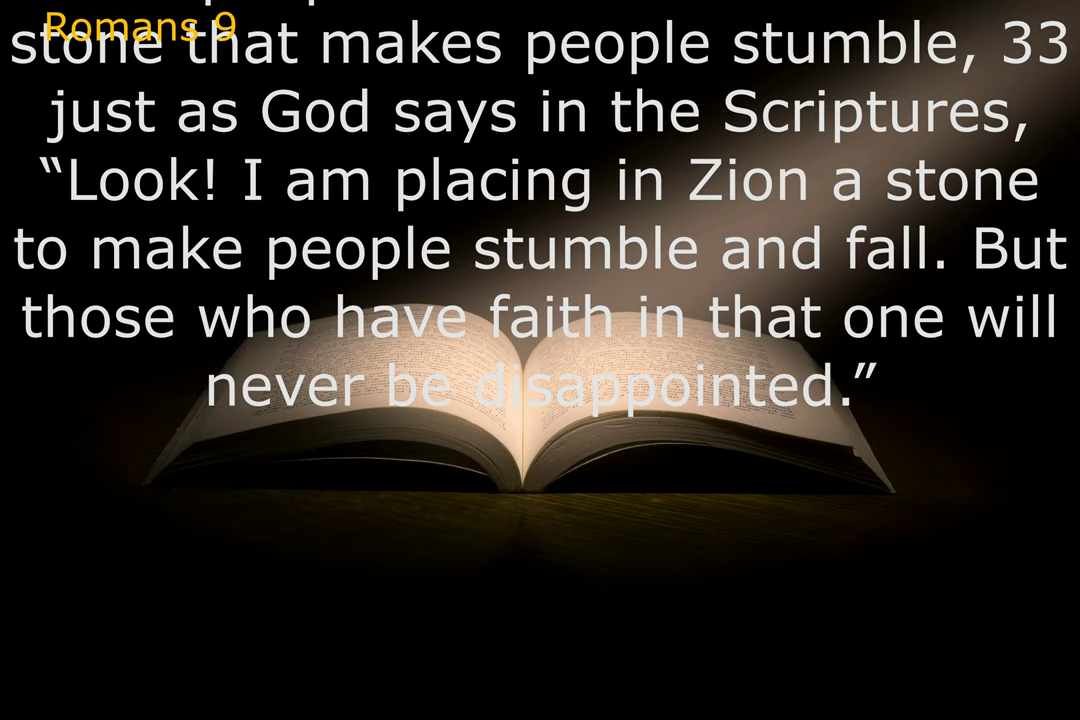 Romans 9
stone that makes people stumble, 33
just as God says in the Scriptures,
“Look! I am placing in Zion a stone
to make people stumble and fall. But
those who have faith in that one will
never be disappointed.”